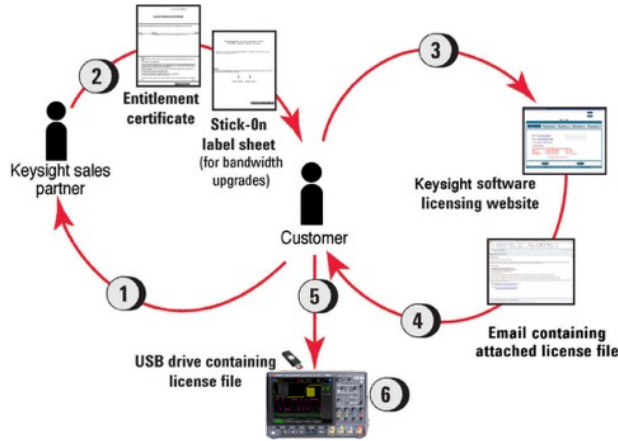 2
3
Entitlement
certificate
Stick-On
label sheet
(for bandwidth
upgrades)
Keysight sales
partner
Keysight software
licensing website
Customer
1
5
4
Email containing
attached license file
USB drive containing
license file
6